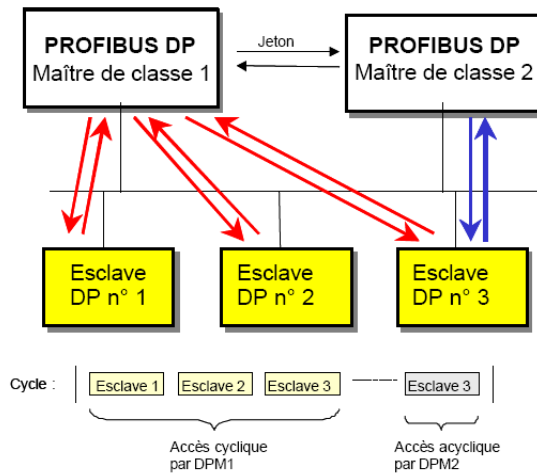 PROFIBUS DP
Maître de classe 1
Jeton
PROFIBUS DP
Maître de classe 2
Esclave
DP n° 1
Esclave
DP n° 2
Esclave
DP n° 3
Cycle :
Esclave 1
Esclave 2
Esclave 3
Esclave 3
Accès cyclique
par DPM1
Accès acyclique
par DPM2